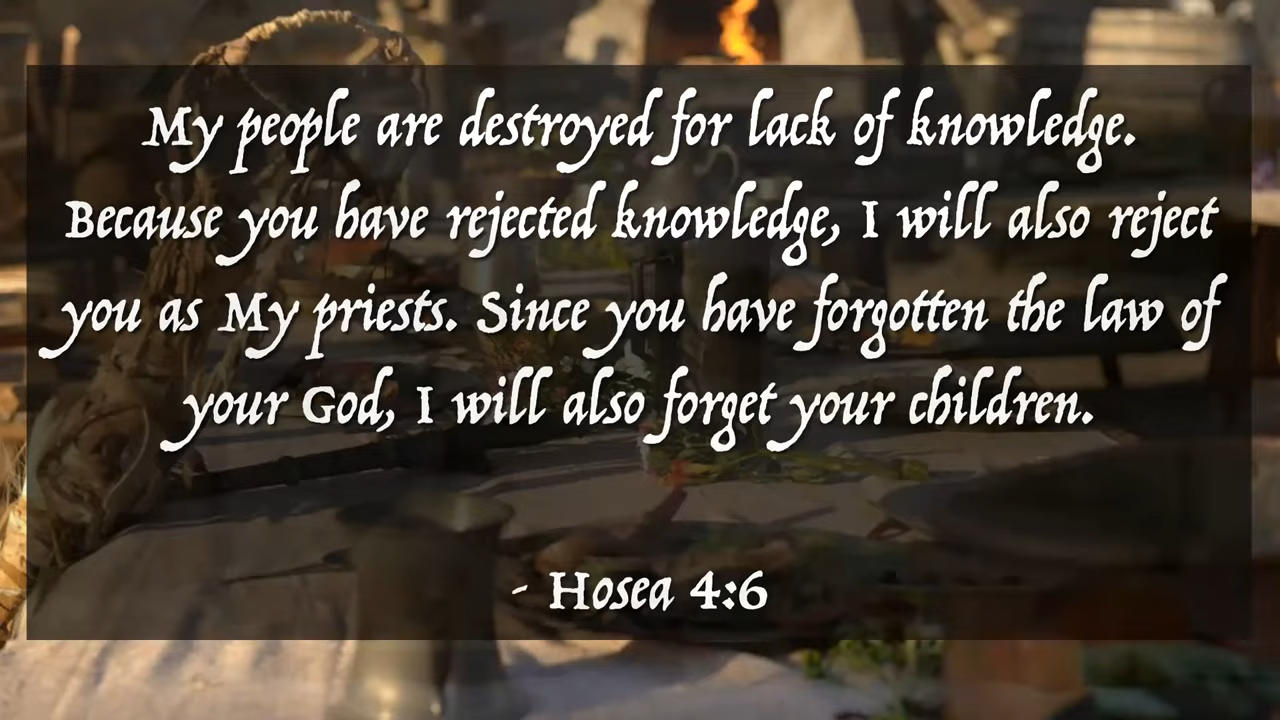 My people are destroyed for lack of knowledge.
Because you have rejected knowledge, I will also reject
you as My priests. Since you have forgotten the law of
your God, I will also forget your children.
- Hosea 4:6